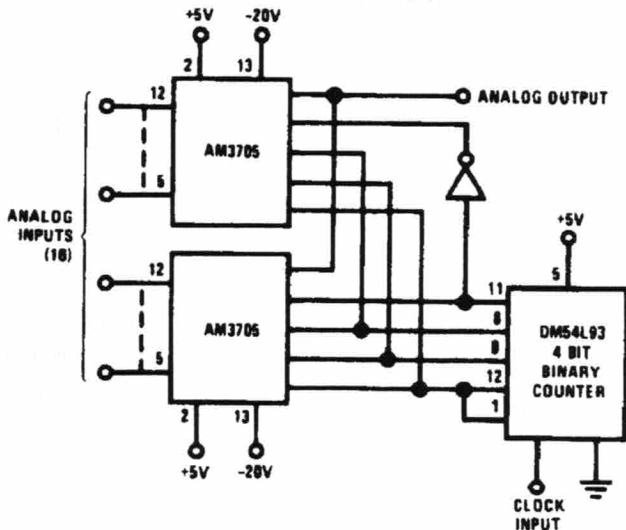 +5V
-20V
2
13
12
5
AM3705
ANALOG OUTPUT
ANALOG
INPUTS
(16)
+5V
5
12
5
AM3705
11
8
9
12
1
DM54L93
4 BIT
BINARY
COUNTER
2
13
+5V
-20V
CLOCK
INPUT